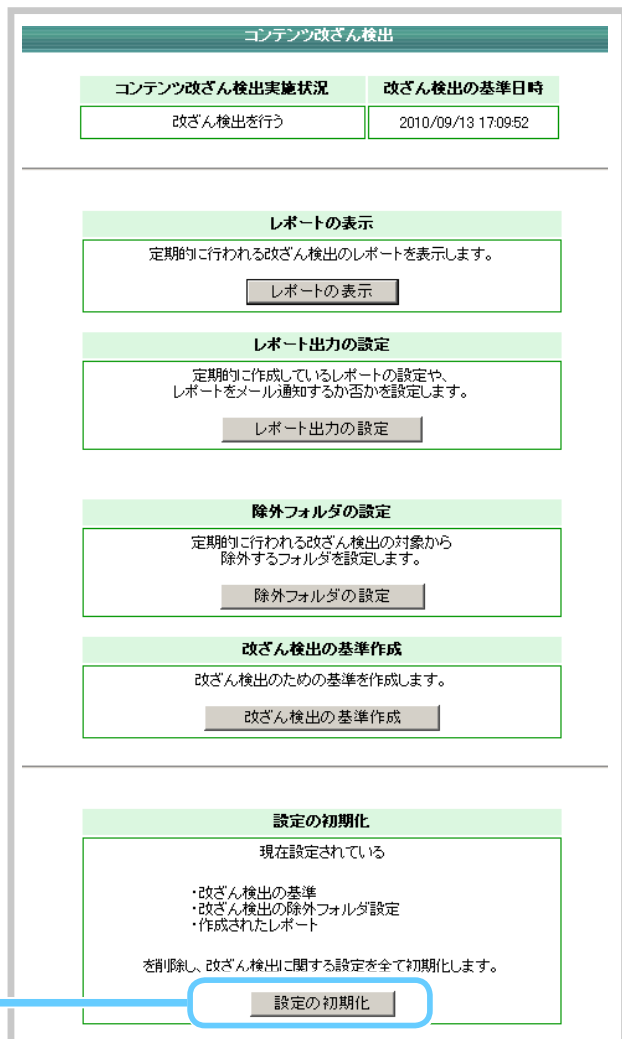 コンテンツ改ざん検出
コンテンツ改ざん検出実施状況 改ざん検出の基準日時
改ざん検出を行う 2010/09/13 17:09:52
レポートの表示
定期的に行われる改ざん検出のレポートを表示します。
レポートの表示
レポート出力の設定
定期的に作成しているレポートの設定や、
レポートをメール通知するか否かを設定します。
レポート出力の設定
除外フォルダの設定
定期的に行われる改ざん検出の対象から
除外するフォルダを設定します。
除外フォルダの設定
改ざん検出の基準作成
改ざん検出のための基準を作成します。
改ざん検出の基準作成
設定の初期化
現在設定されている
・改ざん検出の基準
・改ざん検出の除外フォルダ設定
・作成されたレポート
を削除し、改ざん検出に関する設定を全て初期化します。
設定の初期化